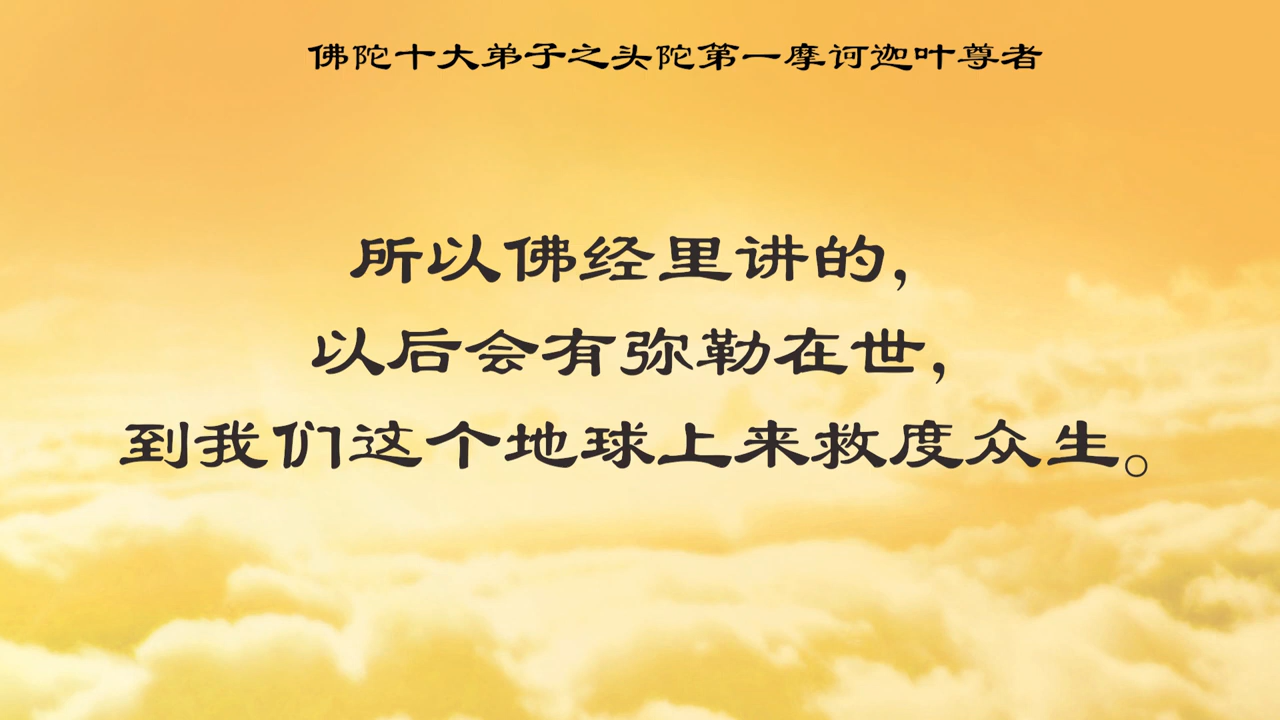 佛陀十大弟子之头陀第一摩诃迦叶尊者
所以佛经里讲的，
以后会有弥勒在世，
到我们这个地球上来救度众生。